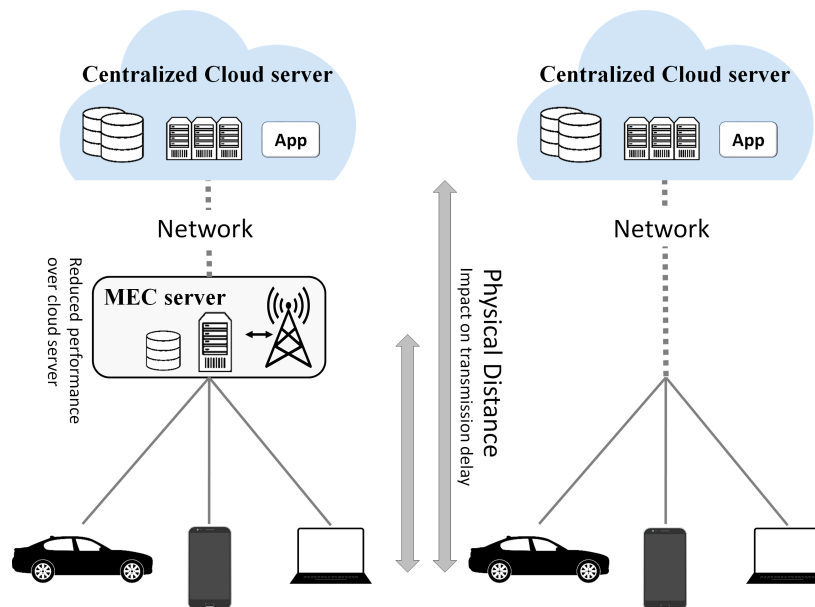 Centralized Cloud server
App
Network
Reduced performance
over cloud server
MEC server
Physical Distance
Impact on transmission delay
Centralized Cloud server
App
Network